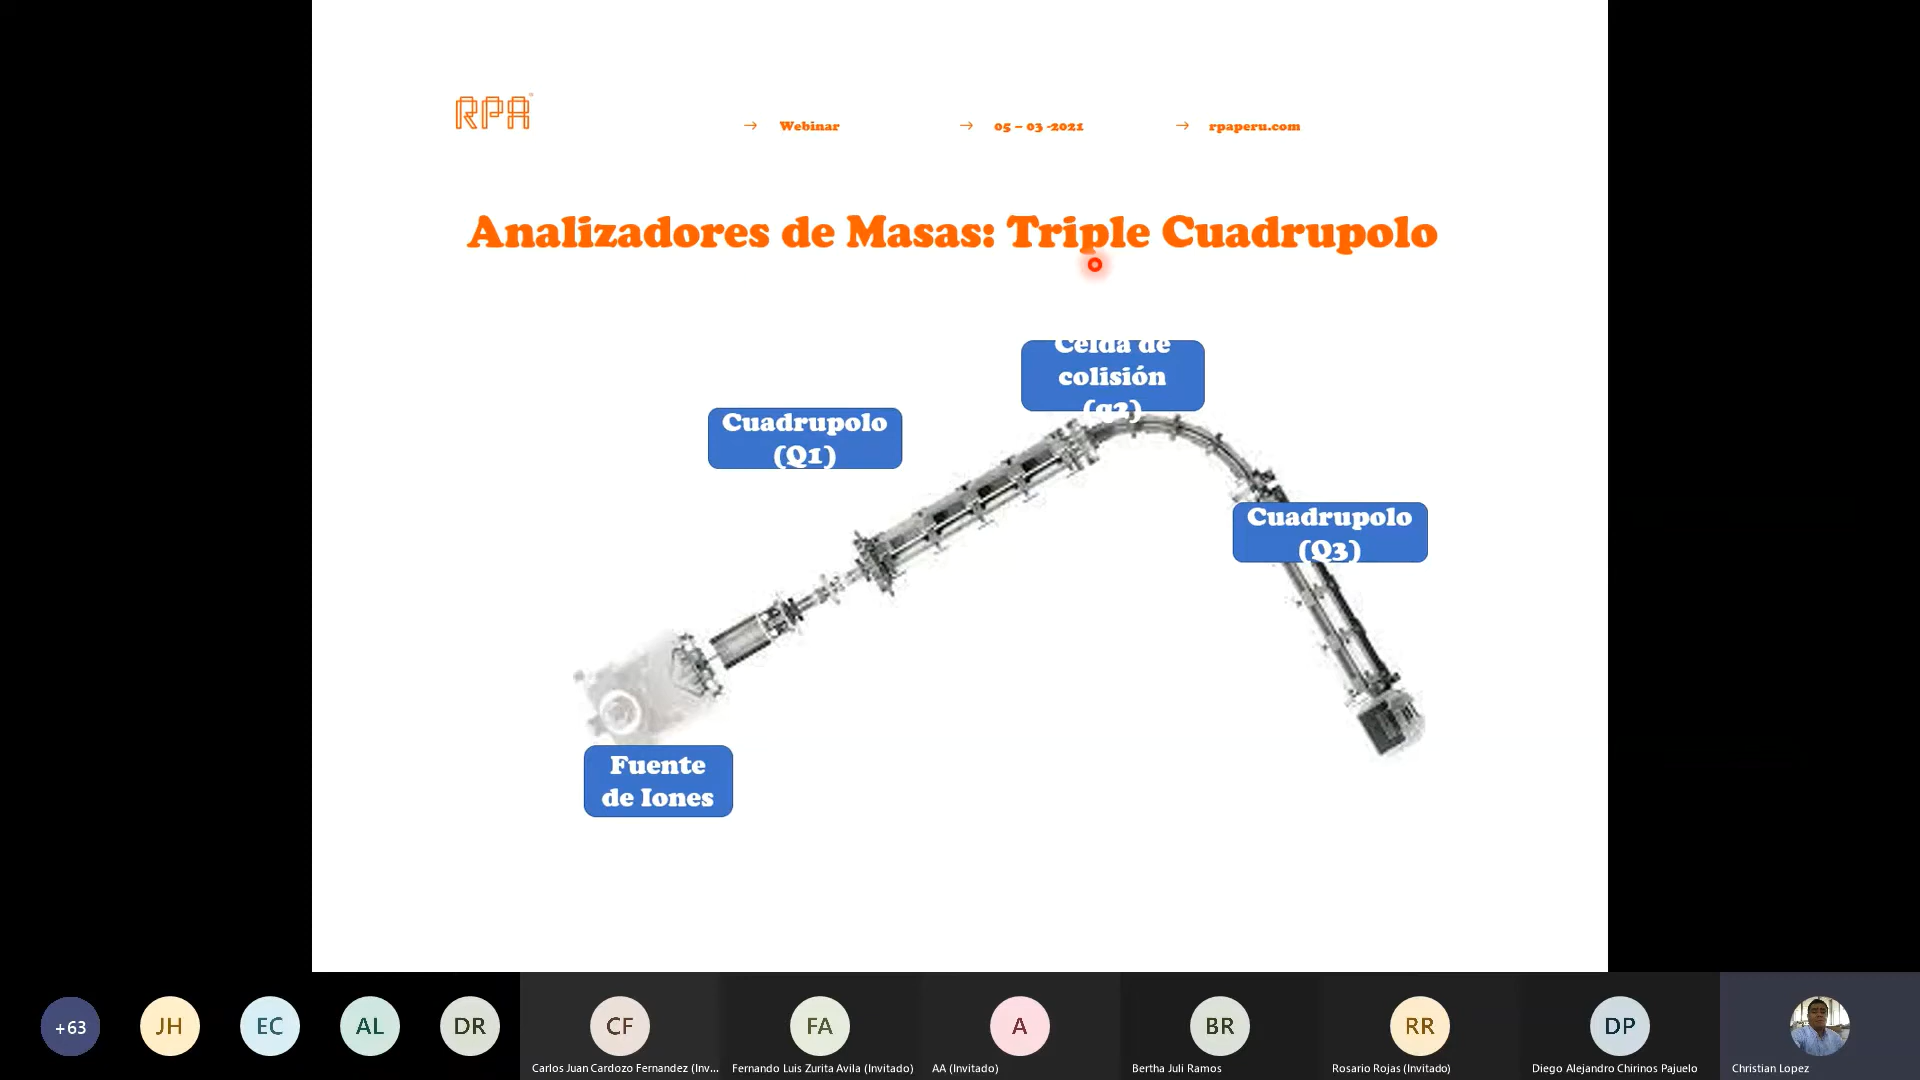 RPA
→ Webinar → 05 – 03 -2021 → rpaperu.com
Analizadores de Masas: Triple Cuadrupolo
Celda de
colisión
(q2)
Cuadrupolo
(Q1)
Cuadrupolo
(Q3)
Fuente
de Iones
+63
JH
EC
AL
DR
CF
FA
A
BR
RR
DP
Carlos Juan Cardozo Fernandez (Inv...
Fernando Luis Zurita Avila (Invitado)
AA (Invitado)
Bertha Juli Ramos
Rosario Rojas (Invitado)
Diego Alejandro Chirinos Pajuelo
Christian Lopez